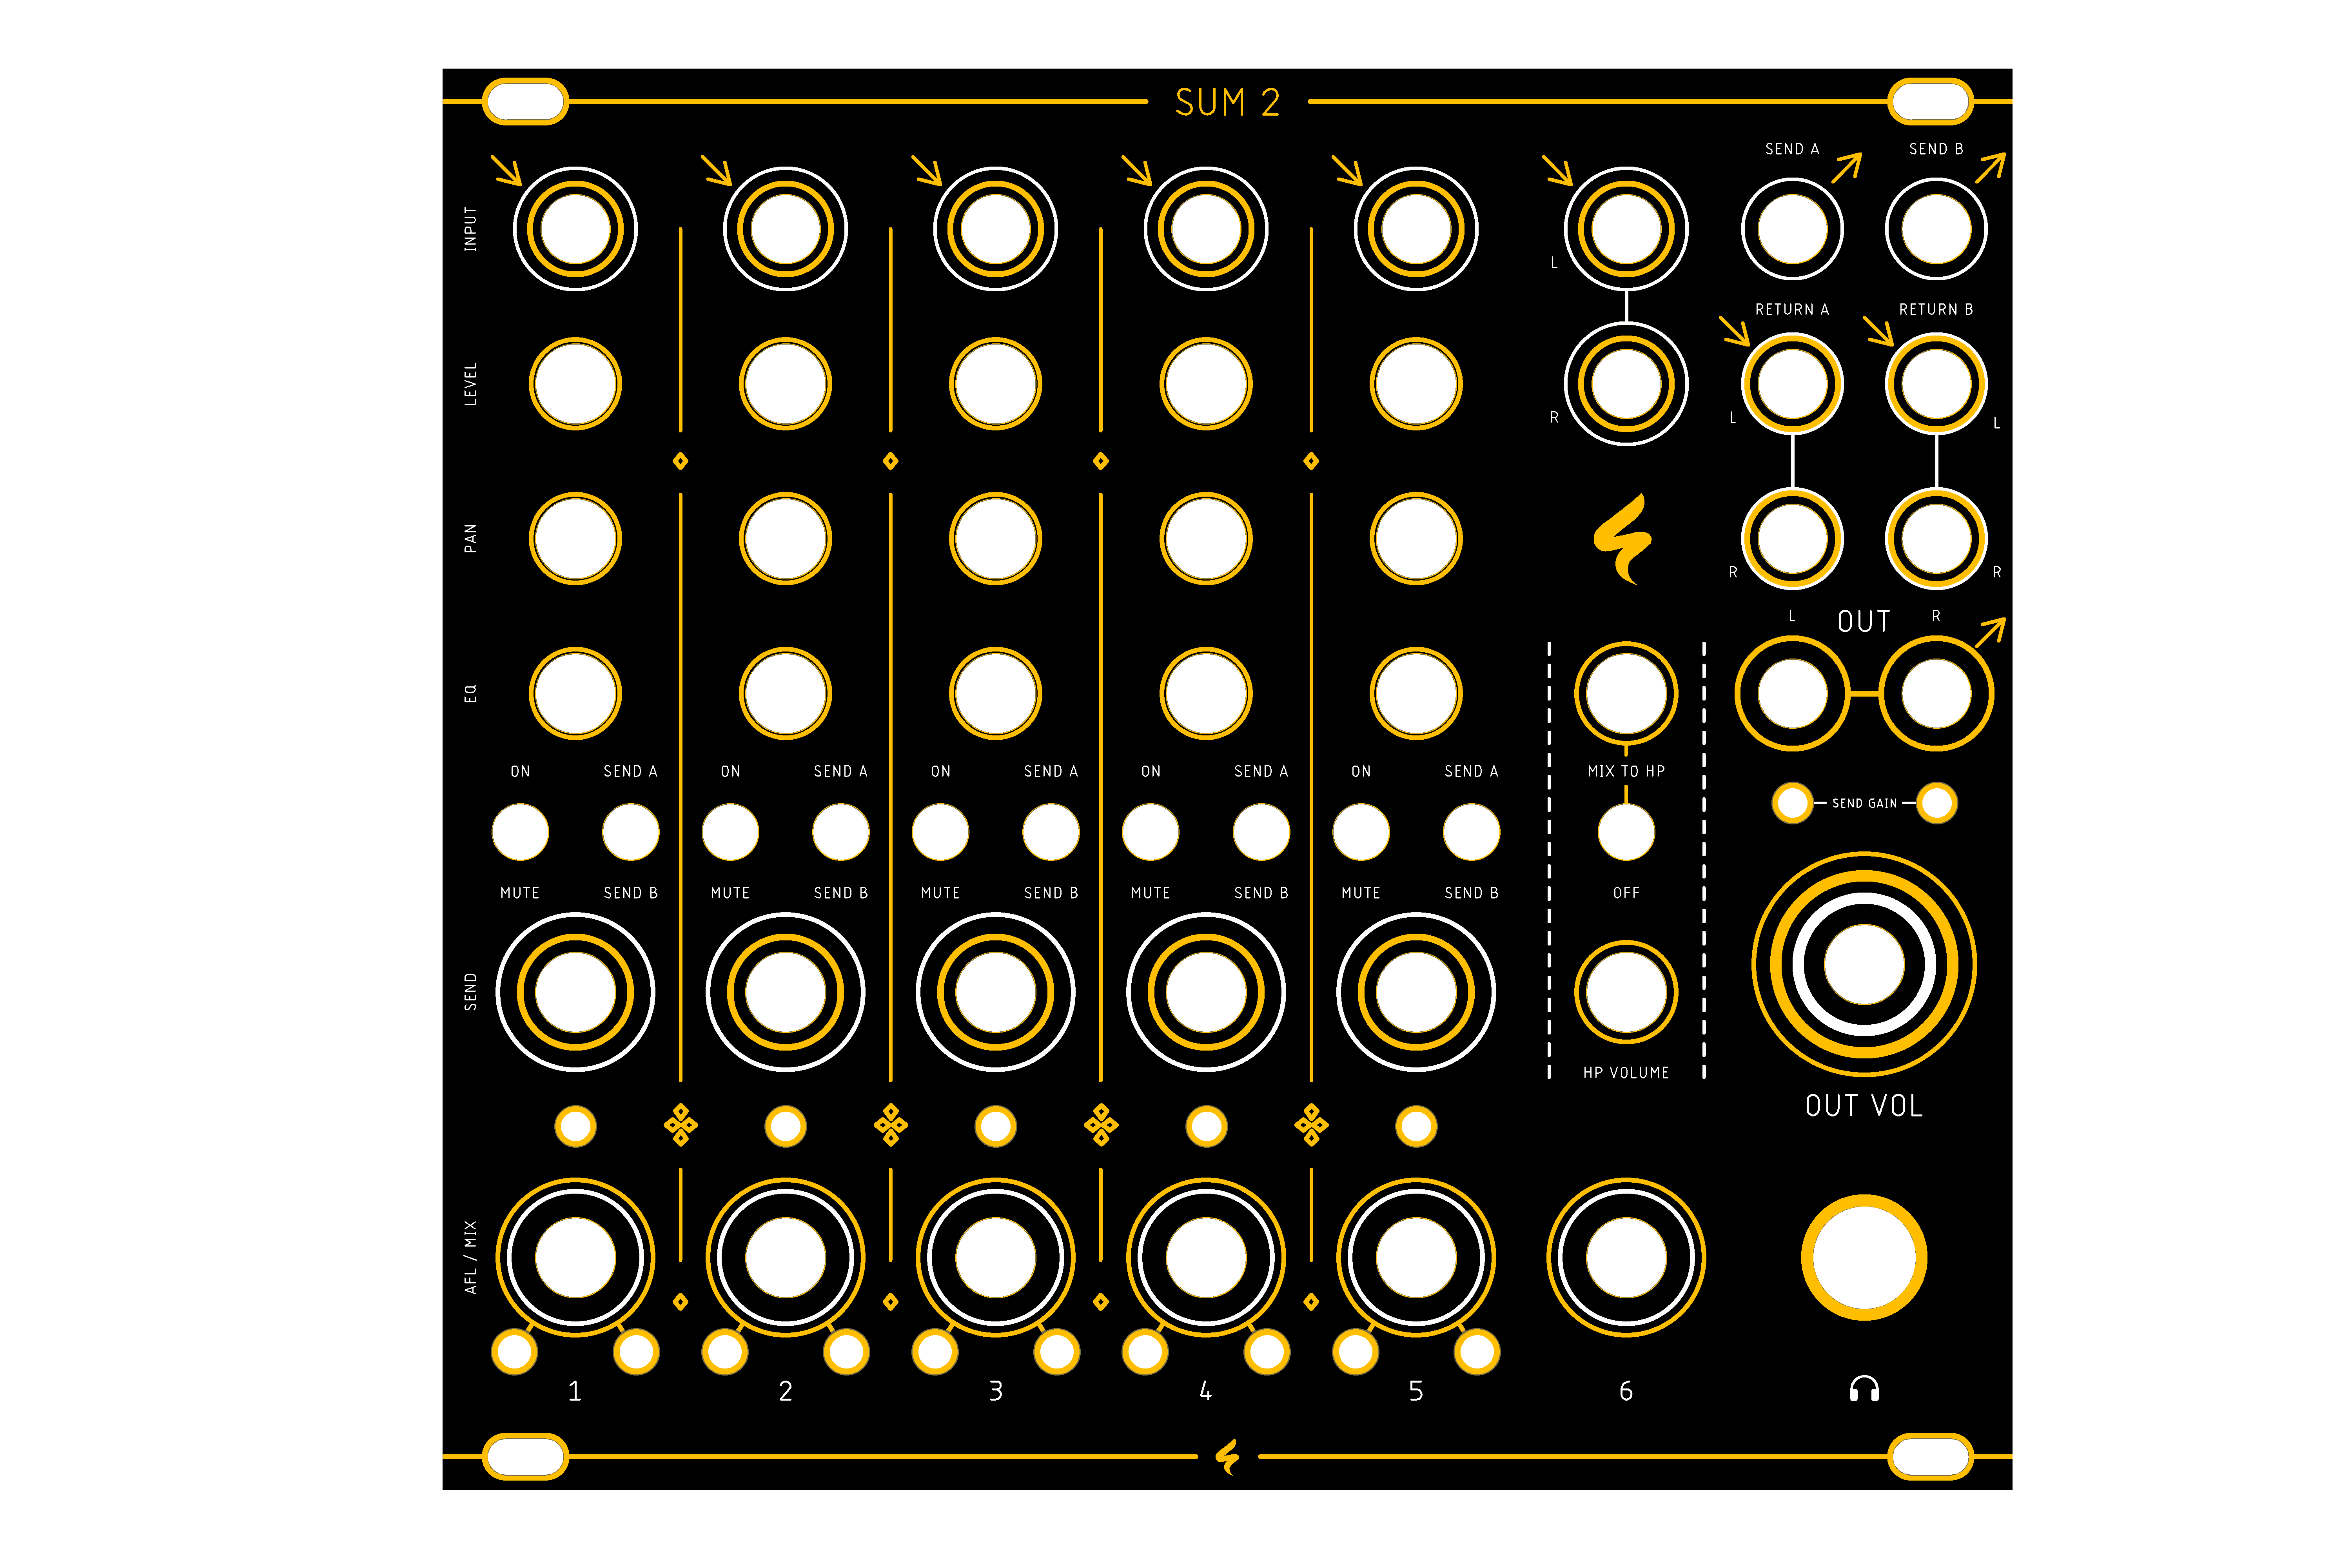 SUM 2
SEND A SEND B
INPUT
L
RETURN A RETURN B
LEVEL
R L L
PAN
R R
L OUT R
EQ
ON SEND A ON SEND A ON SEND A ON SEND A ON SEND A MIX TO HP
SEND GAIN
MUTE SEND B MUTE SEND B MUTE SEND B MUTE SEND B MUTE SEND B OFF
SEND
HP VOLUME
OUT VOL
AFL / MIX
1 2 3 4 5 6